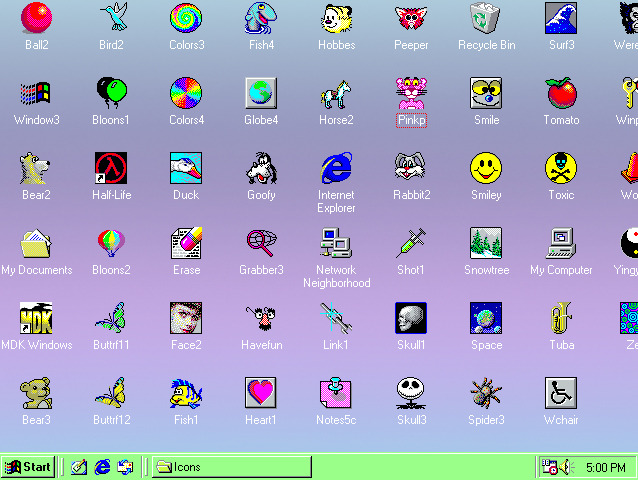 Ball2 Bird2 Colors3 Fish4 Hobbes Peeper Recycle Bin Surf3 Were
Window3 Bloons1 Colors4 Globe4 Horse2 Pinkp Smile Tomato Winp
Bear2 Half-Life Duck Goofy Internet Explorer Rabbit2 Smiley Toxic Wo
My Documents Bloons2 Erase Grabber3 Network Neighborhood Shot1 Snowtree My Computer Yingy
MDK
MDK Windows Buttrf11 Face2 Havefun Link1 Skull1 Space Tuba Ze
Bear3 Buttrf12 Fish1 Heart1 Notes5c Skull3 Spider3 Wchair
Start Icons 5:00 PM